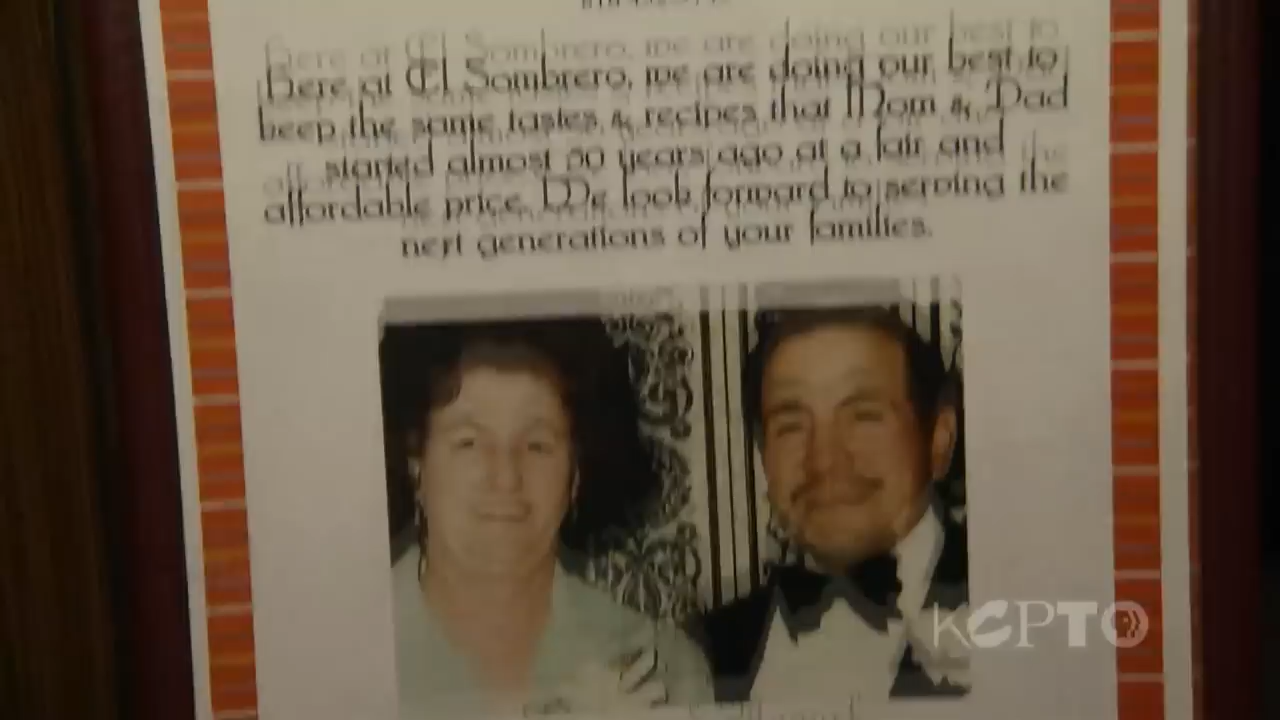 Here at El Sombrero, we are doing our best to
keep the same tastes & recipes that Mom & Dad
started almost 50 years ago at a fair and
affordable price. We look forward to serving the
next generations of your families.
KCPT